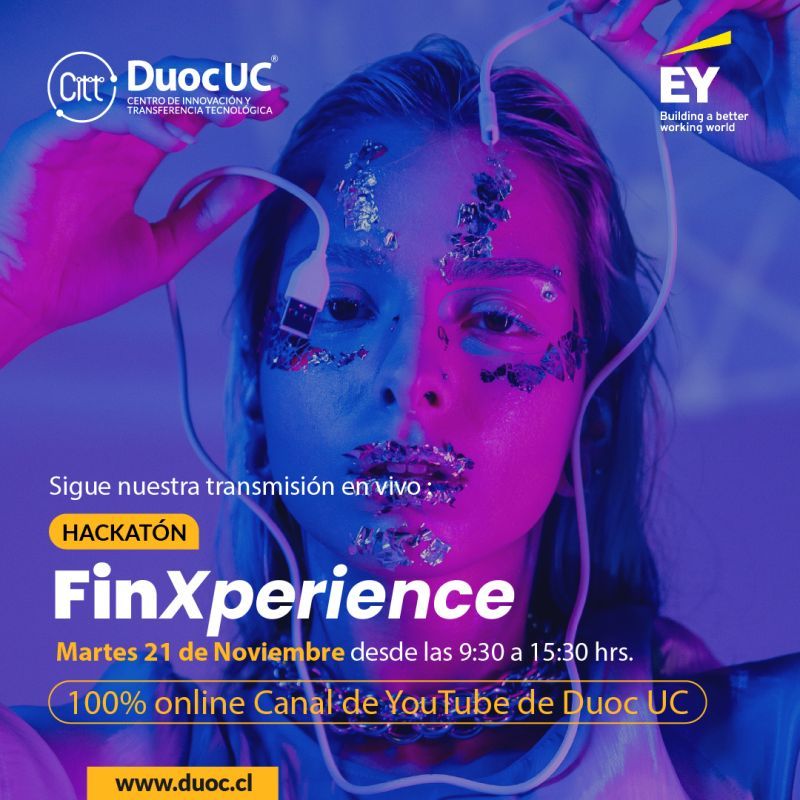 Citt
Duoc UC®
CENTRO DE INNOVACIÓN Y
TRANSFERENCIA TECNOLÓGICA
EY
Building a better
working world
Sigue nuestra transmisión en vivo :
HACKATÓN
FinXperience
Martes 21 de Noviembre desde las 9:30 a 15:30 hrs.
100% online Canal de YouTube de Duoc UC
www.duoc.cl